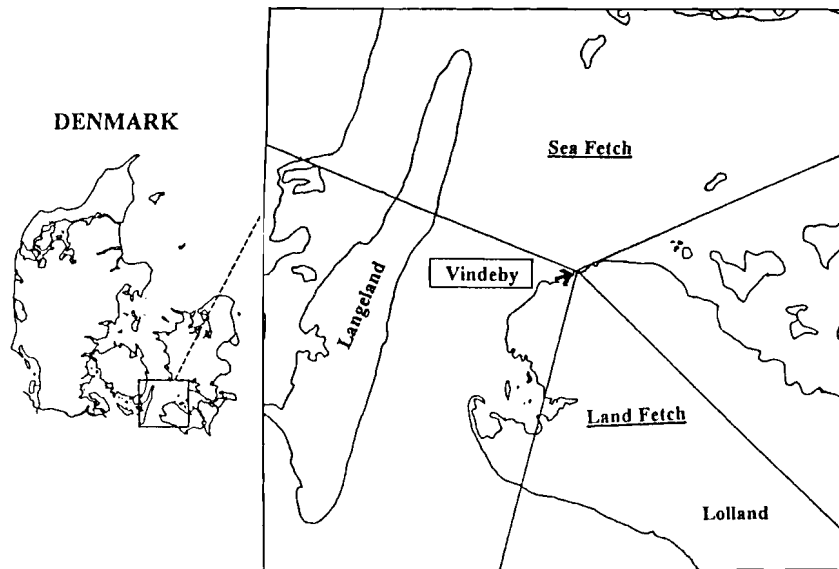 DENMARK
Sea Fetch
Vindeby
Langeland
Land Fetch
Lolland